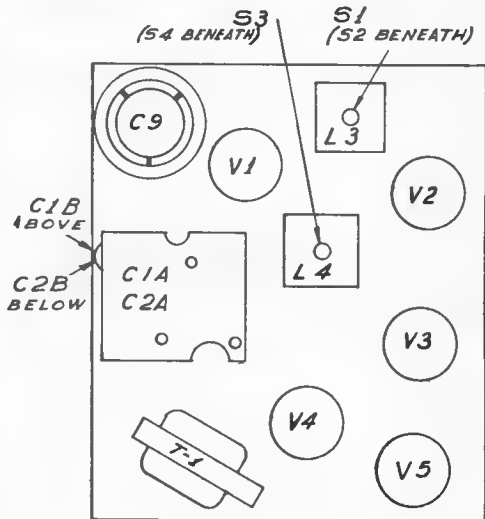 S3
(S4 BENEATH)
S1
(S2 BENEATH)
C9
L3
V1
V2
C1B
ABOVE
C2B
BELOW
C1A
C2A
L4
V3
V4
T-1
V5